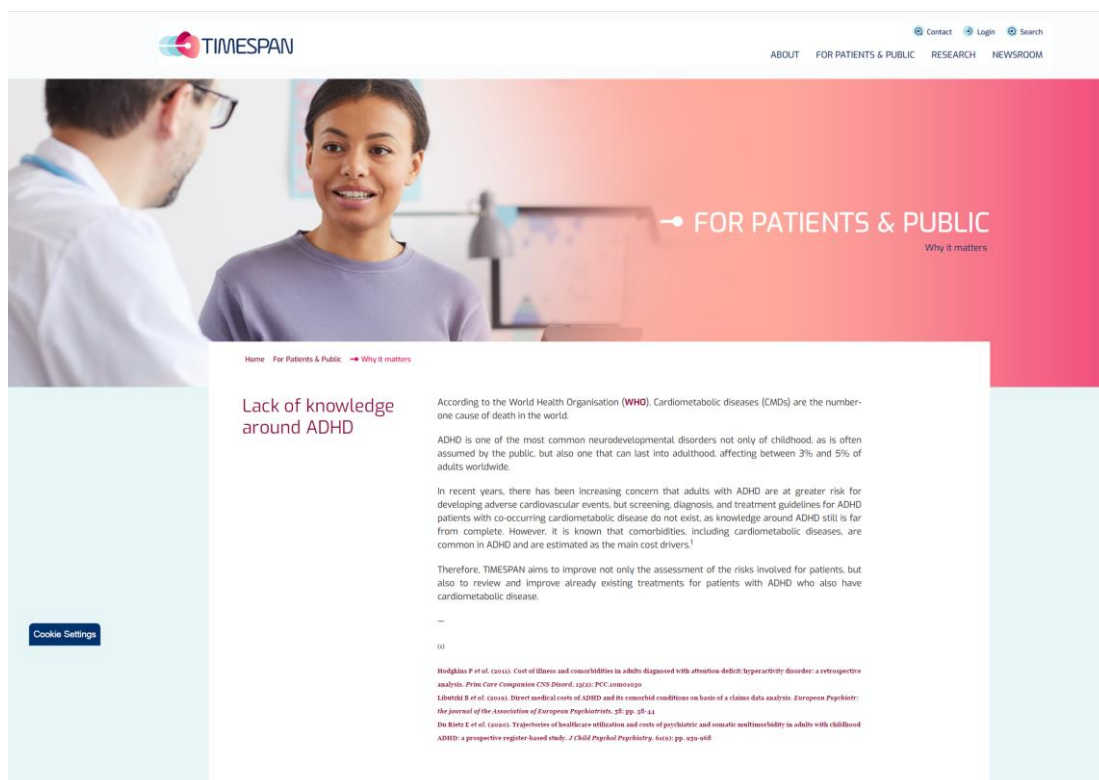 TIMESPAN
Contact Login Search
ABOUT FOR PATIENTS & PUBLIC RESEARCH NEWSROOM
FOR PATIENTS & PUBLIC
Why it matters
Home For Patients & Public Why it matters
Lack of knowledge
around ADHD
According to the World Health Organisation (WHO), Cardiometabolic diseases (CMDs) are the number-
one cause of death in the world.
ADHD is one of the most common neurodevelopmental disorders not only of childhood, as is often
assumed by the public, but also one that can last into adulthood, affecting between 3% and 5% of
adults worldwide.
In recent years, there has been increasing concern that adults with ADHD are at greater risk for
developing adverse cardiovascular events, but screening, diagnosis, and treatment guidelines for ADHD
patients with co-occurring cardiometabolic disease do not exist, as knowledge around ADHD still is far
from complete. However, it is known that comorbidities, including cardiometabolic diseases, are
common in ADHD and are estimated as the main cost drivers.1
Therefore, TIMESPAN aims to improve not only the assessment of the risks involved for patients, but
also to review and improve already existing treatments for patients with ADHD who also have
cardiometabolic disease.
—
(1)
Hodgkins P et al. (2011). Cost of illness and comorbidities in adults diagnosed with attention-deficit/hyperactivity disorder: a retrospective
analysis. Prim Care Companion CNS Disord, 13(2): PCC.10m01030
Libutzki B et al. (2019). Direct medical costs of ADHD and its comorbid conditions on basis of a claims data analysis. European Psychiatr:
the journal of the Association of European Psychiatrists, 58: pp. 38-44
Du Rietz E et al. (2020). Trajectories of healthcare utilization and costs of psychiatric and somatic multimorbidity in adults with childhood
ADHD: a prospective register-based study. J Child Psychol Psychiatry, 61(9): pp. 959-968
Cookie Settings